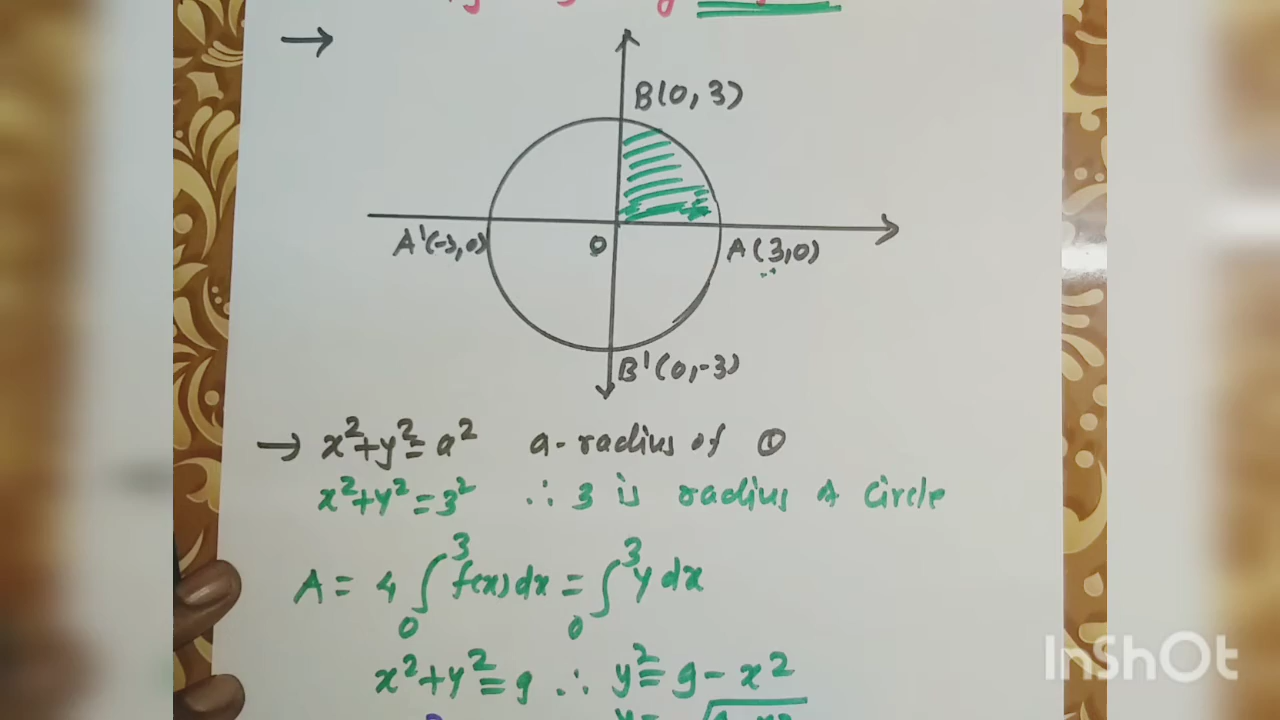 →
B(0, 3)
A'(-3, 0)
0
A (3,0)
B'(0,-3)
→ x²+y²= a² a- radius of ①
x²+y² = 3² ∴ 3 is radius of Circle
A = 4 ∫₀³ f(x) dx = ∫₀³ y dx
x²+y²= 9 ∴ y²= 9 - x²
InShOt